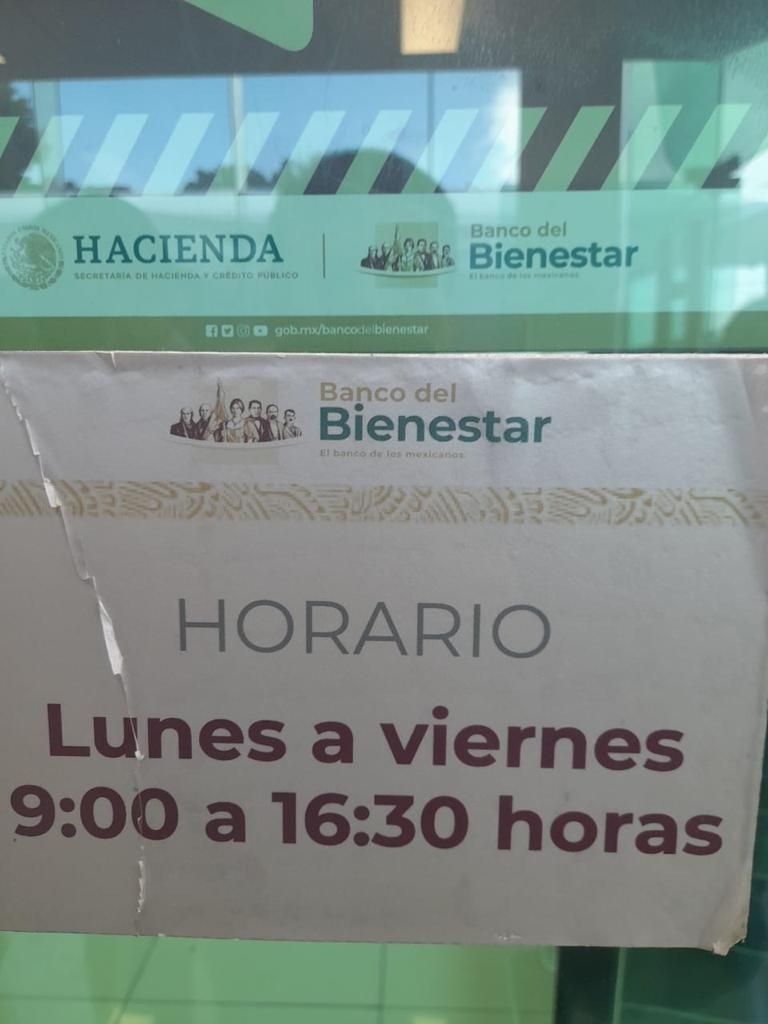 HACIENDA
SECRETARÍA DE HACIENDA Y CRÉDITO PÚBLICO
Banco del
Bienestar
El banco de los mexicanos
gob.mx/bancodelbienestar
Banco del
Bienestar
El banco de los mexicanos
HORARIO
Lunes a viernes
9:00 a 16:30 horas